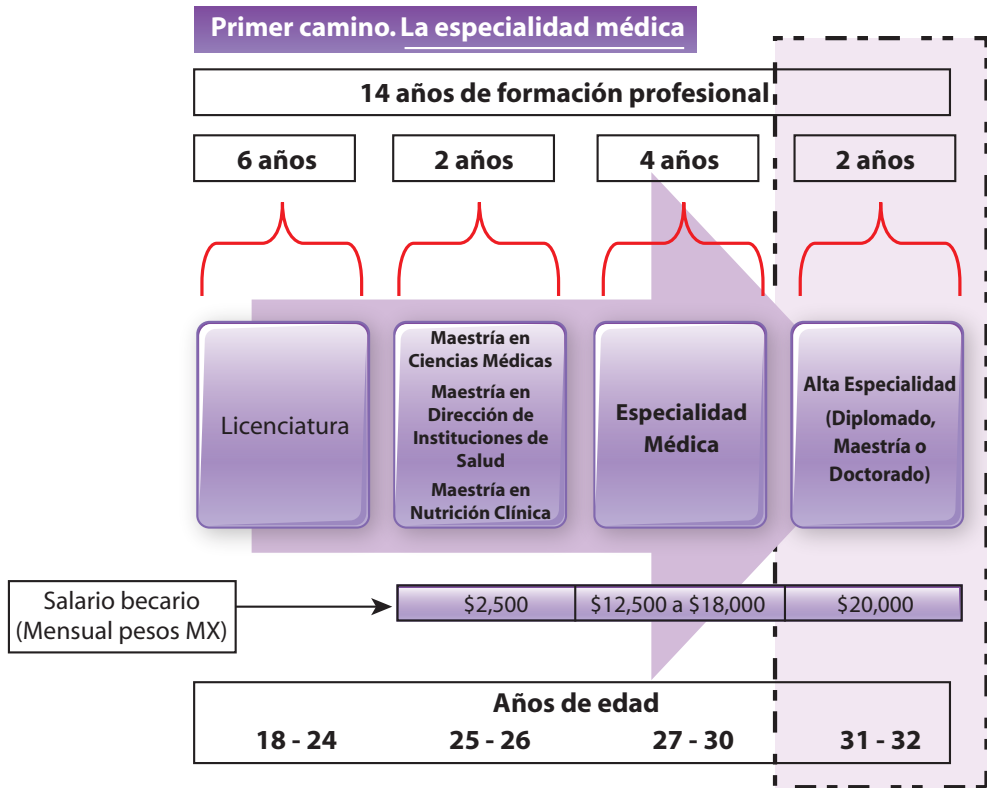 Primer camino. La especialidad médica
14 años de formación profesional
6 años
2 años
4 años
2 años
Licenciatura
Maestría en
Ciencias Médicas
Maestría en
Dirección de
Instituciones de
Salud
Maestría en
Nutrición Clínica
Especialidad
Médica
Alta Especialidad
(Diplomado,
Maestría o
Doctorado)
Salario becario
(Mensual pesos MX)
$2,500
$12,500 a $18,000
$20,000
Años de edad
18 - 24
25 - 26
27 - 30
31 - 32